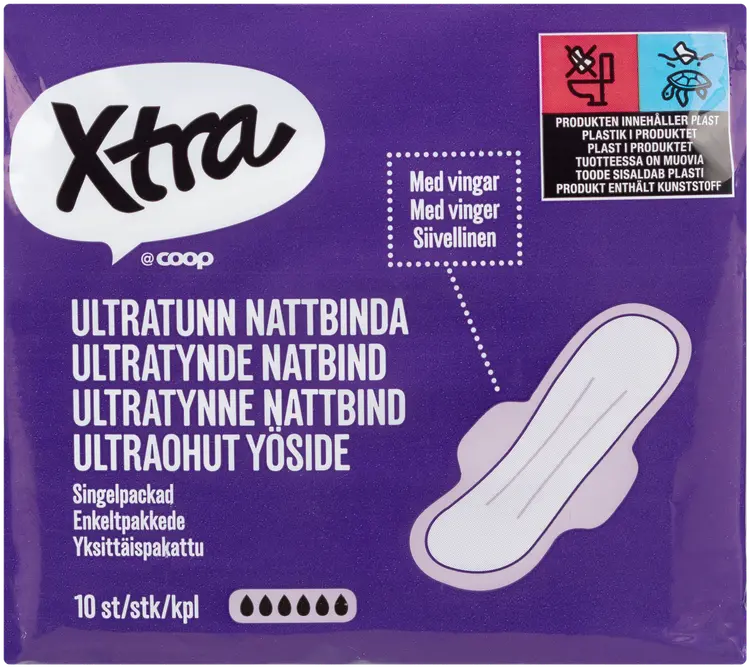 Xtra
@coop
PRODUKTEN INNEHÅLLER PLAST
PLASTIK I PRODUKTET
PLAST I PRODUKTET
TUOTTEESSA ON MUOVIA
TOODE SISALDAB PLASTI
PRODUKT ENTHÄLT KUNSTSTOFF
Med vingar
Med vinger
Siivellinen
ULTRATUNN NATTBINDA
ULTRATYNDE NATBIND
ULTRATYNNE NATTBIND
ULTRAOHUT YÖSIDE
Singelpackad
Enkeltpakkede
Yksittäispakattu
10 st/stk/kpl